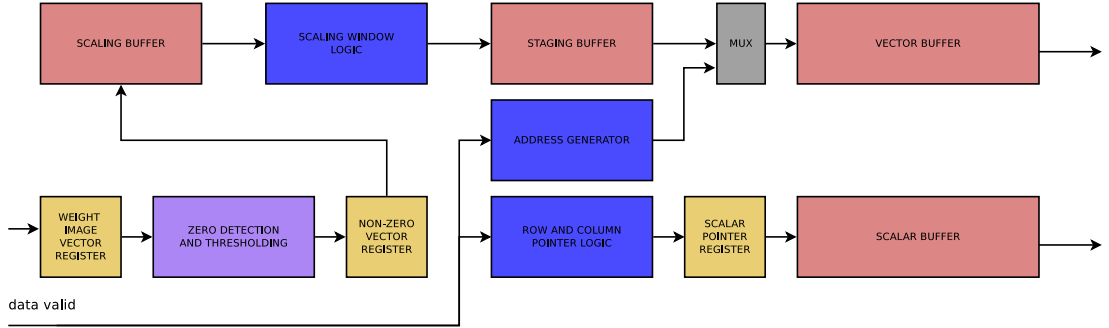 SCALING BUFFER
SCALING WINDOW
LOGIC
STAGING BUFFER
MUX
VECTOR BUFFER
ADDRESS GENERATOR
WEIGHT
IMAGE
VECTOR
REGISTER
ZERO DETECTION
AND THRESHOLDING
NON-ZERO
VECTOR
REGISTER
ROW AND COLUMN
POINTER LOGIC
SCALAR
POINTER
REGISTER
SCALAR BUFFER
data valid